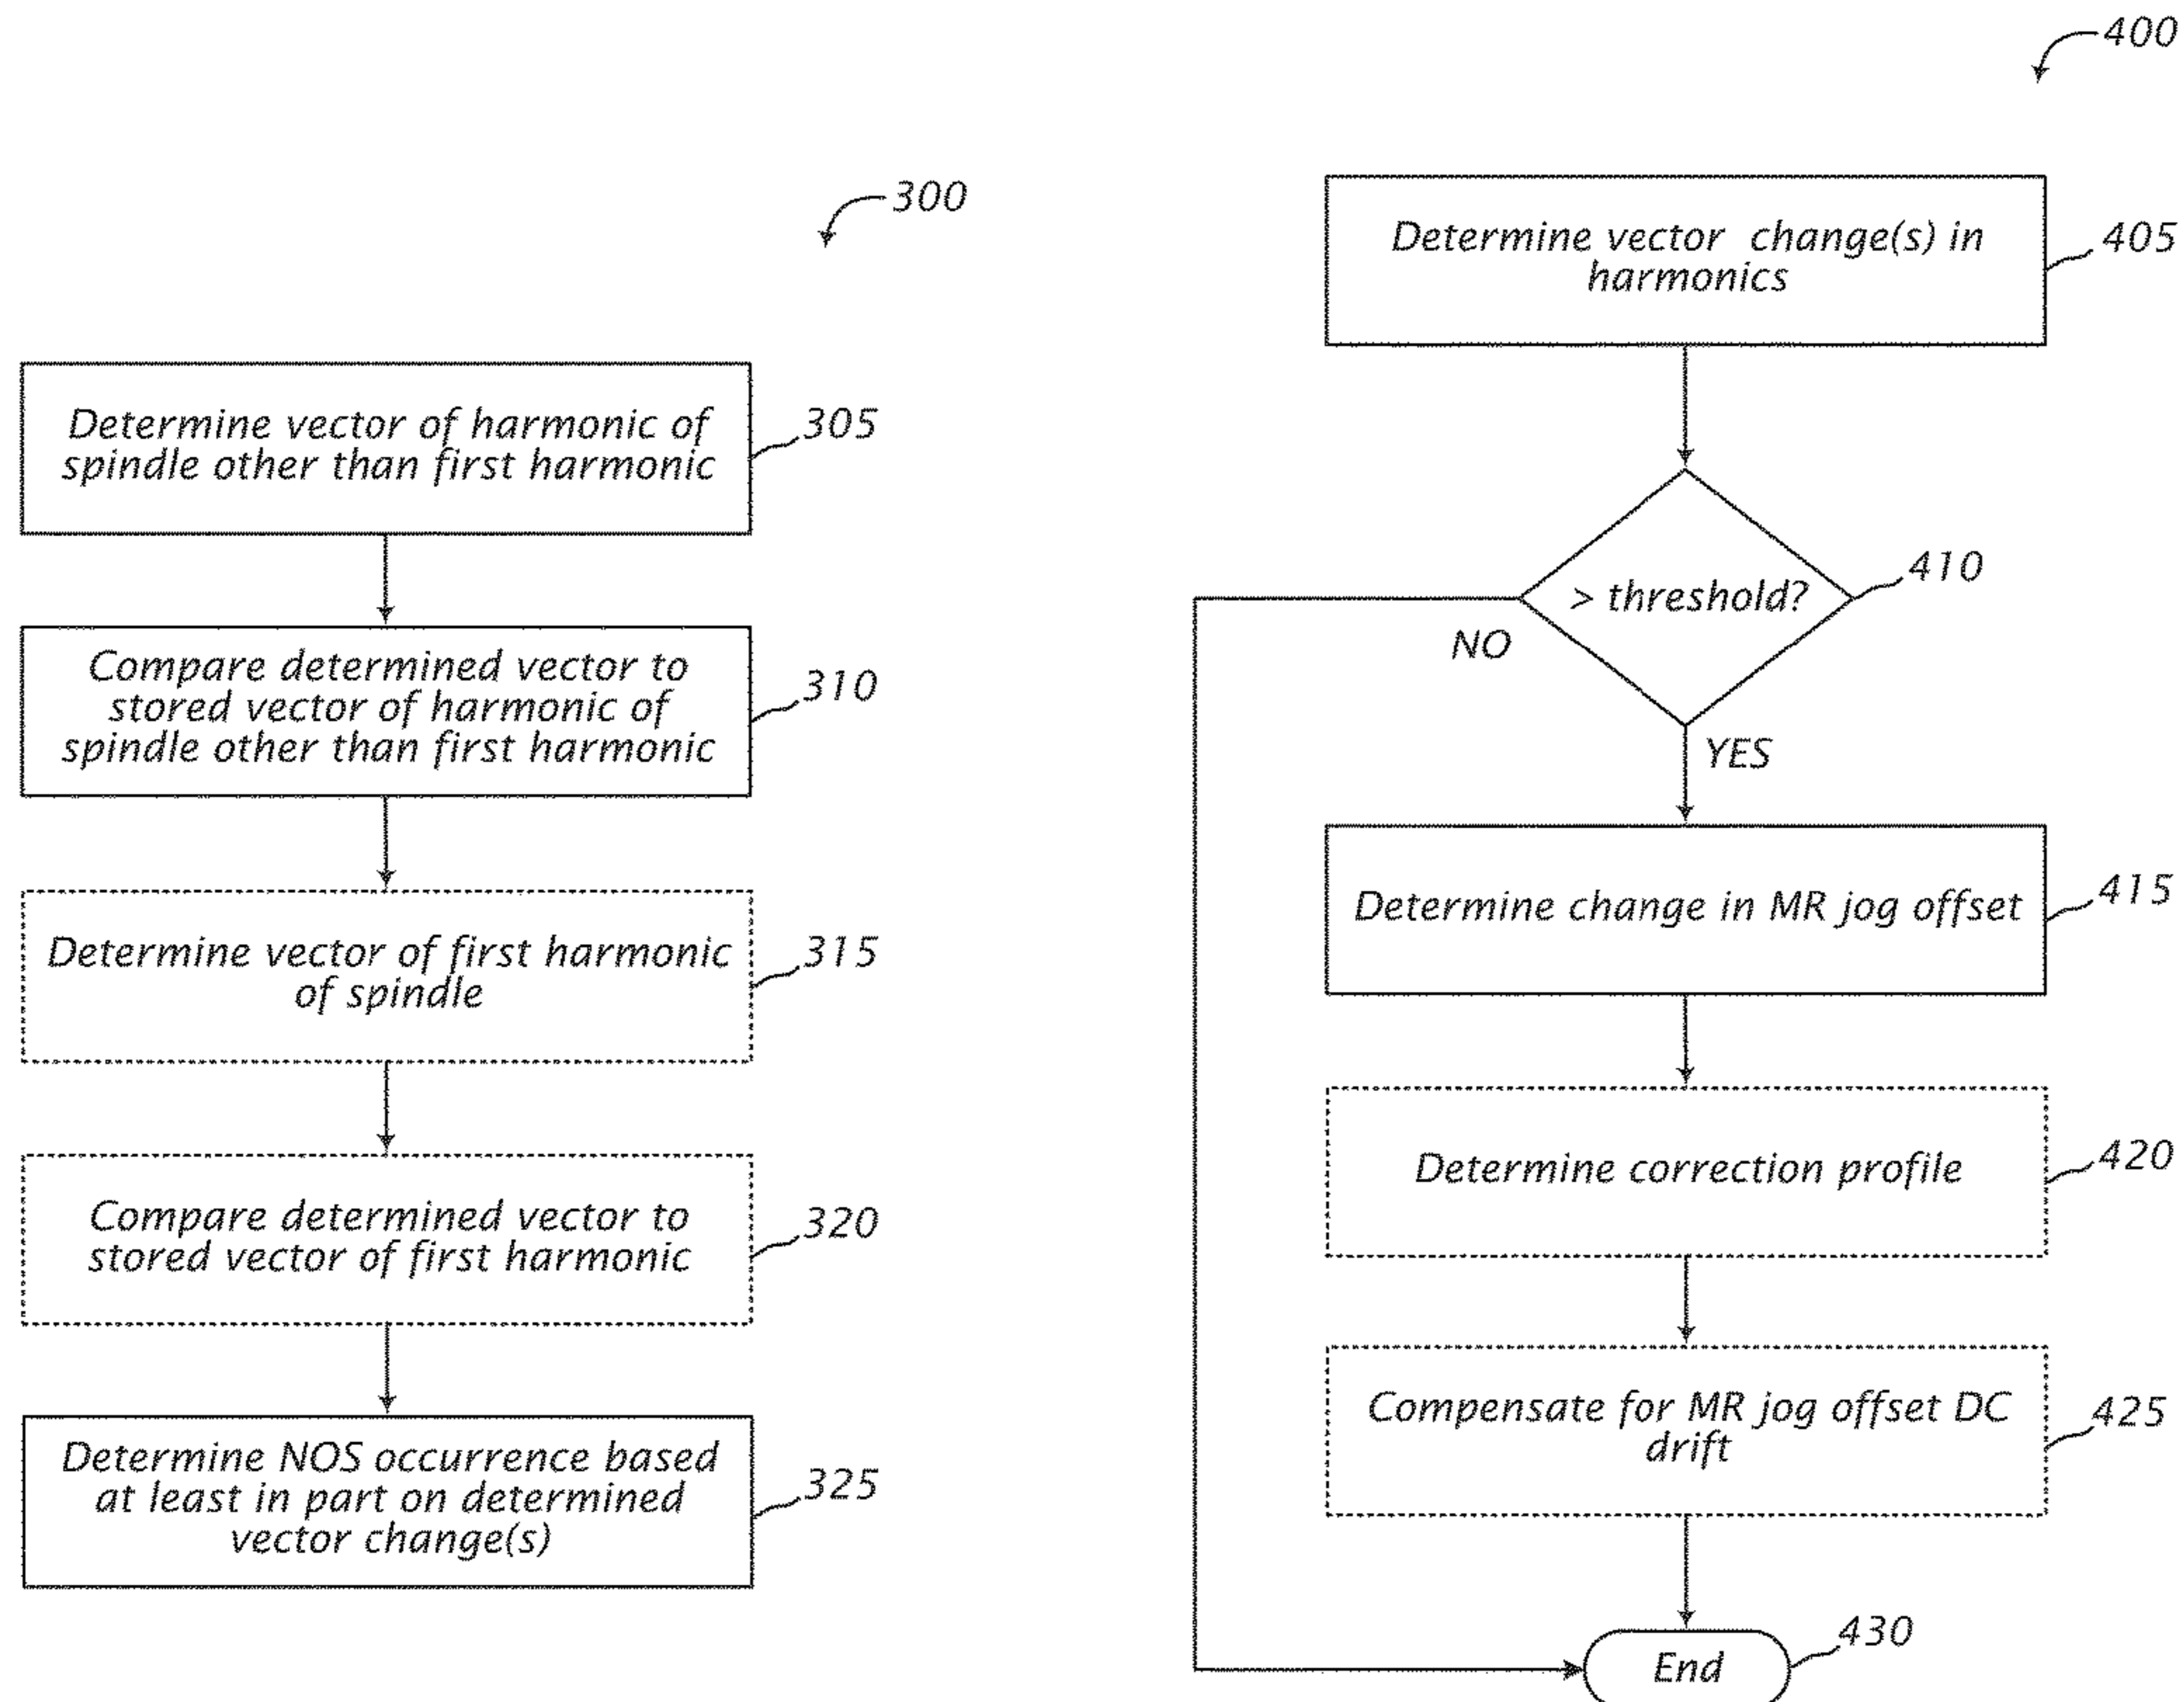 300
Determine vector of harmonic of
spindle other than first harmonic
305
Compare determined vector to
stored vector of harmonic of
spindle other than first harmonic
310
Determine vector of first harmonic
of spindle
315
Compare determined vector to
stored vector of first harmonic
320
Determine NOS occurrence based
at least in part on determined
vector change(s)
325
400
Determine vector change(s) in
harmonics
405
> threshold?
410
NO
YES
Determine change in MR jog offset
415
Determine correction profile
420
Compensate for MR jog offset DC
drift
425
End
430